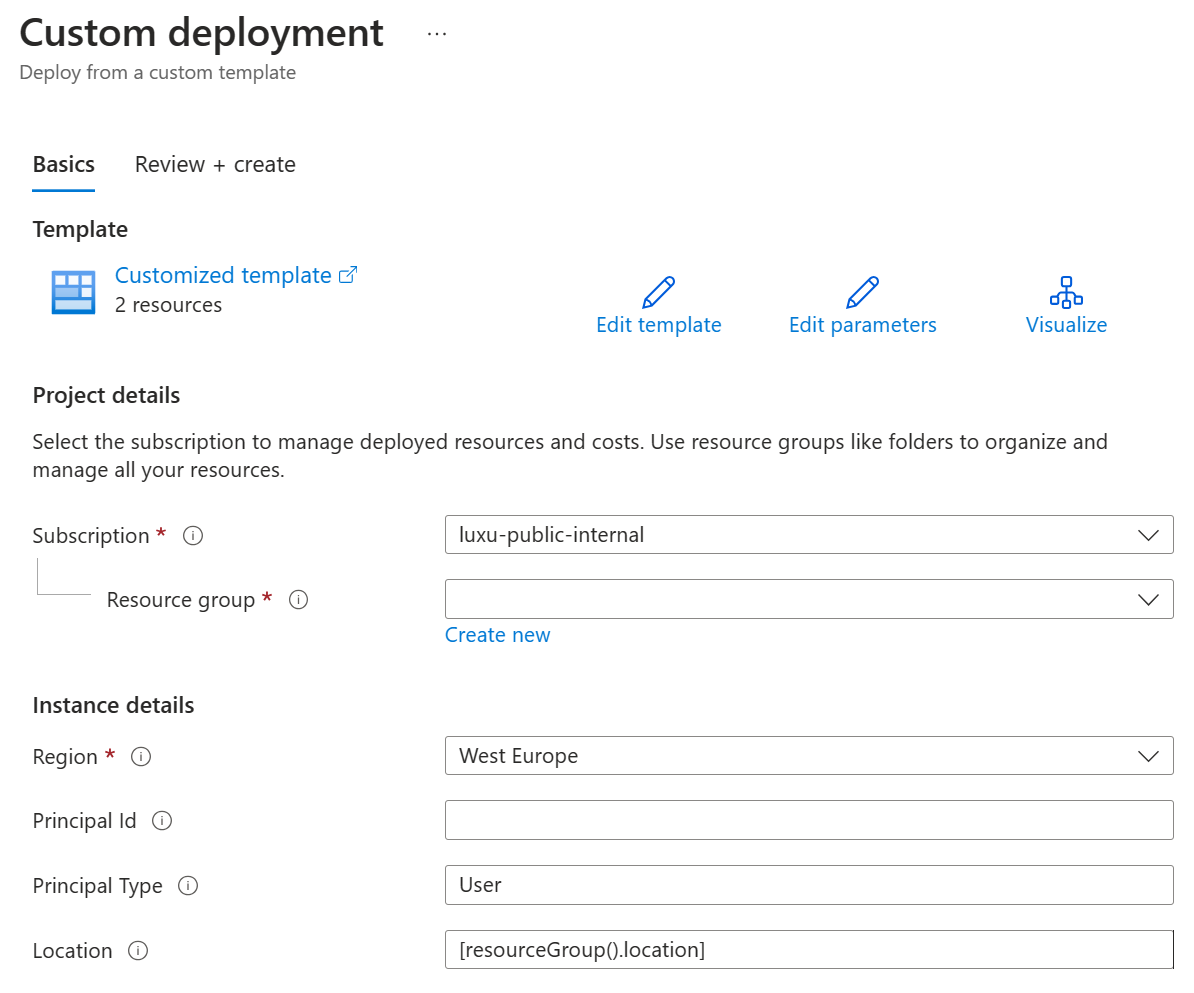 Custom deployment ...
Deploy from a custom template
Basics Review + create
Template
Customized template
2 resources
Edit template Edit parameters Visualize
Project details
Select the subscription to manage deployed resources and costs. Use resource groups like folders to organize and
manage all your resources.
Subscription * luxu-public-internal
Resource group *
Create new
Instance details
Region * West Europe
Principal Id
Principal Type User
Location [resourceGroup().location]